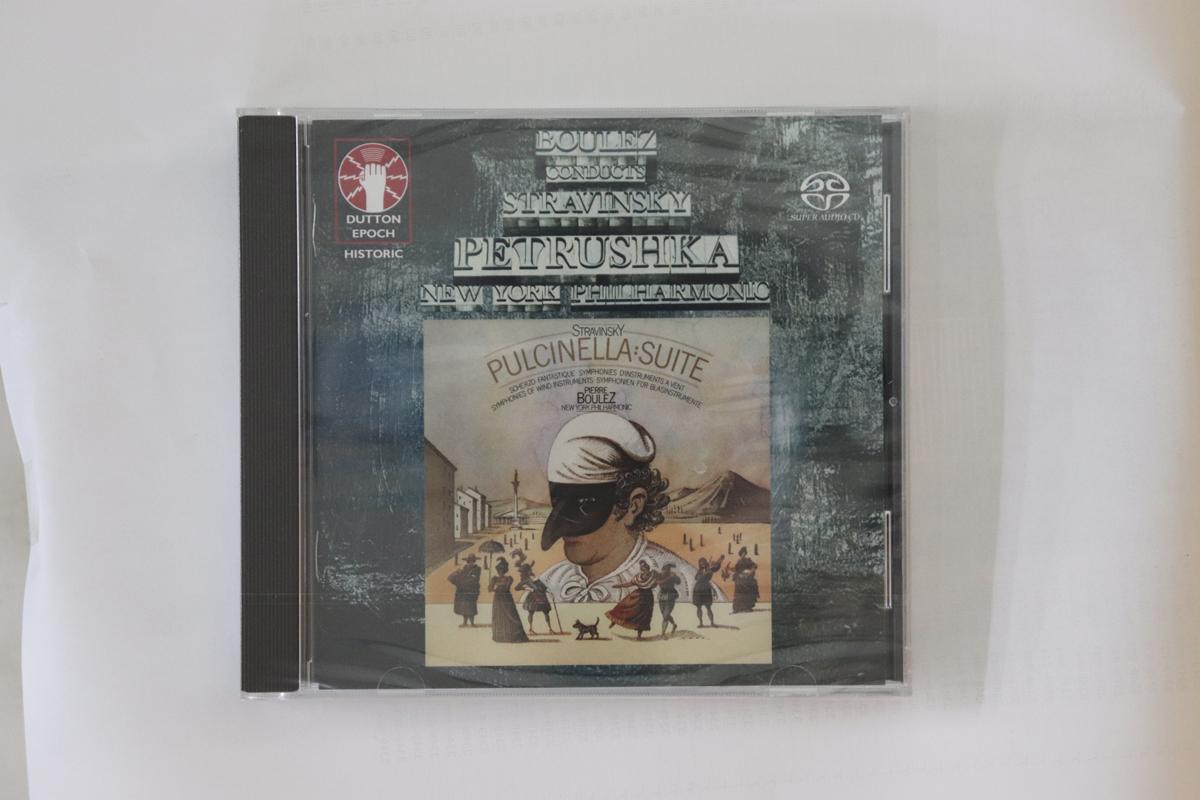 BOULEZ
CONDUCTS
STRAVINSKY
PETRUSHKA
NEW YORK PHILHARMONIC
DUTTON
EPOCH
HISTORIC
SUPER AUDIO CD
STRAVINSKY
PULCINELLA:SUITE
SCHERZO FANTASTIQUE SYMPHONIES D'INSTRUMENTS A VENT
SYMPHONIES OF WIND INSTRUMENTS SYMPHONIEN FÜR BLASINSTRUMENTE
PIERRE
BOULEZ
NEW YORK PHILHARMONIC